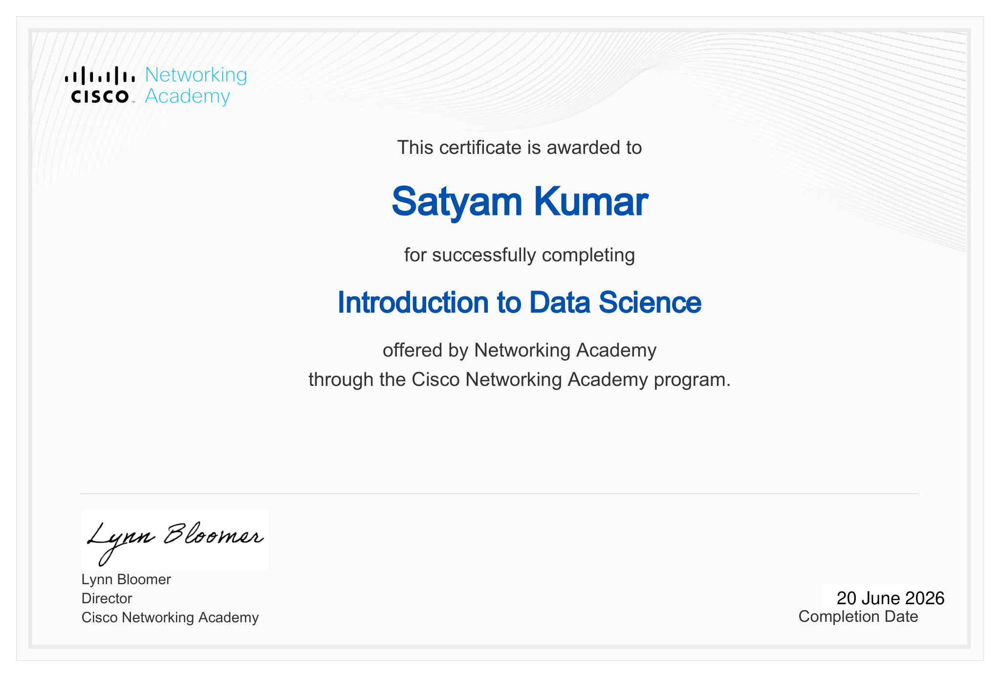 CISCO™ Networking Academy
This certificate is awarded to
Satyam Kumar
for successfully completing
Introduction to Data Science
offered by Networking Academy
through the Cisco Networking Academy program.
Lynn Bloomer
Lynn Bloomer
Director
Cisco Networking Academy
20 June 2026
Completion Date